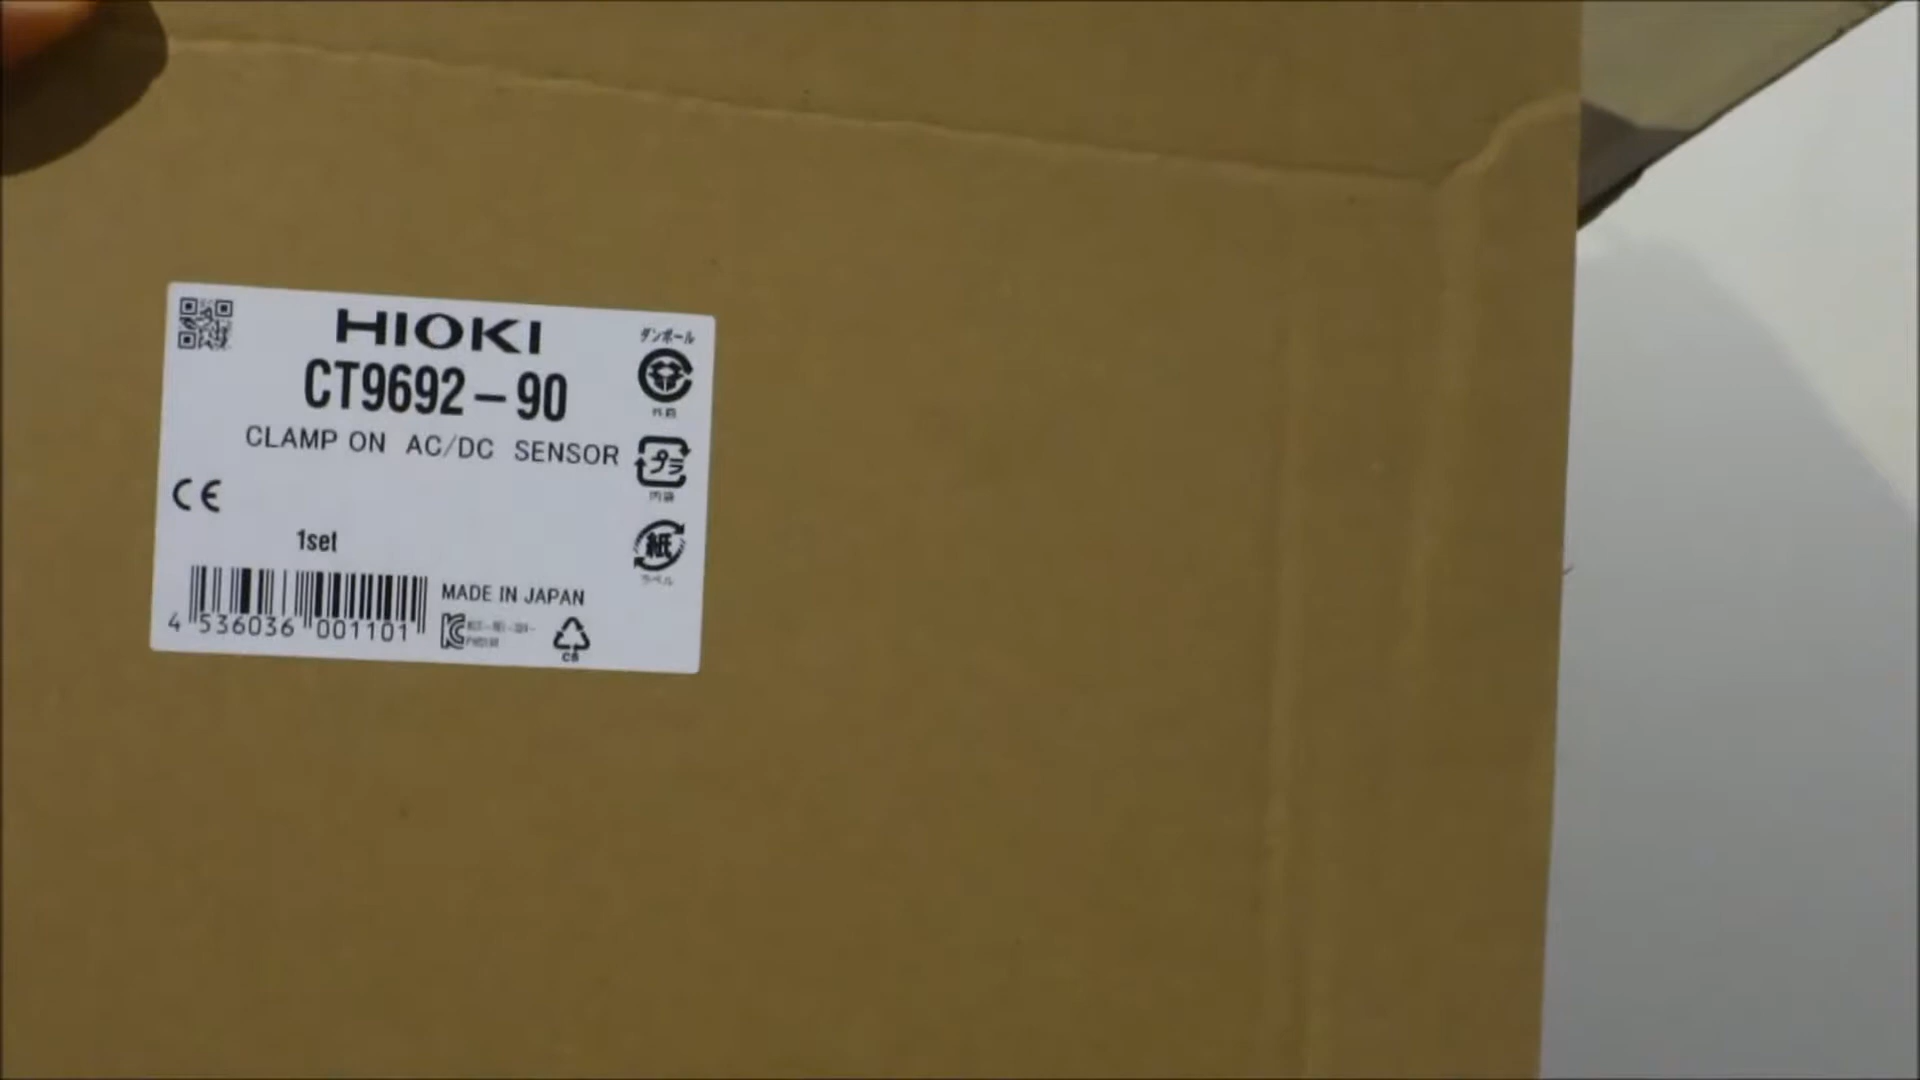 HIOKI
CT9692-90
CLAMP ON AC/DC SENSOR
ダンボール
外箱
プラ
内袋
紙
ラベル
CE
1set
4 536036 001101
MADE IN JAPAN